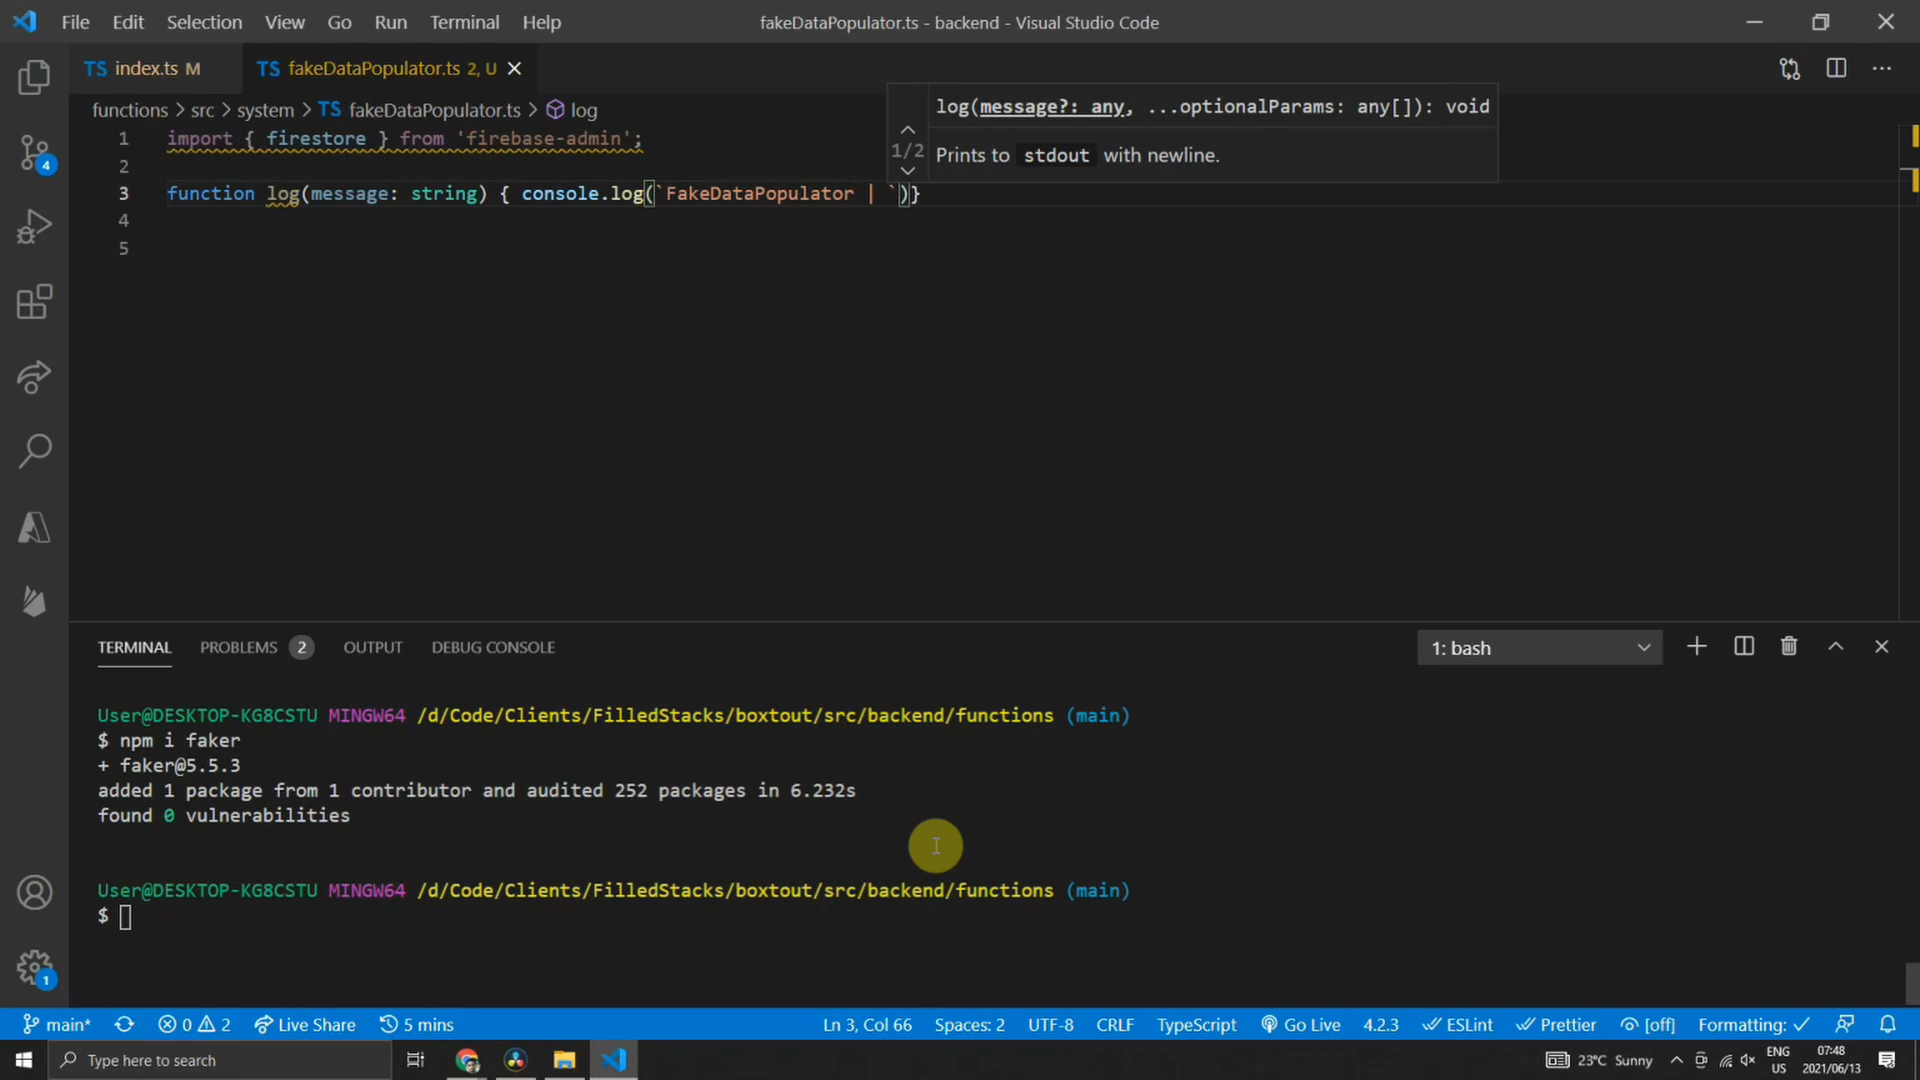 File Edit Selection View Go Run Terminal Help
fakeDataPopulator.ts - backend - Visual Studio Code
TS index.ts M
TS fakeDataPopulator.ts 2, U
functions > src > system > TS fakeDataPopulator.ts > log
log(message?: any, ...optionalParams: any[]): void
1/2
Prints to stdout with newline.
1 import { firestore } from 'firebase-admin';
2
3 function log(message: string) { console.log(`FakeDataPopulator | `)}
4
5
4
TERMINAL PROBLEMS 2 OUTPUT DEBUG CONSOLE
1: bash
User@DESKTOP-KG8CSTU MINGW64 /d/Code/Clients/FilledStacks/boxtout/src/backend/functions (main)
$ npm i faker
+ faker@5.5.3
added 1 package from 1 contributor and audited 252 packages in 6.232s
found 0 vulnerabilities
User@DESKTOP-KG8CSTU MINGW64 /d/Code/Clients/FilledStacks/boxtout/src/backend/functions (main)
$
1
main* 0 2 Live Share 5 mins Ln 3, Col 66 Spaces: 2 UTF-8 CRLF TypeScript Go Live 4.2.3 ESLint Prettier [off] Formatting: ✓
Type here to search
23°C Sunny
ENG
US
07:48
2021/06/13